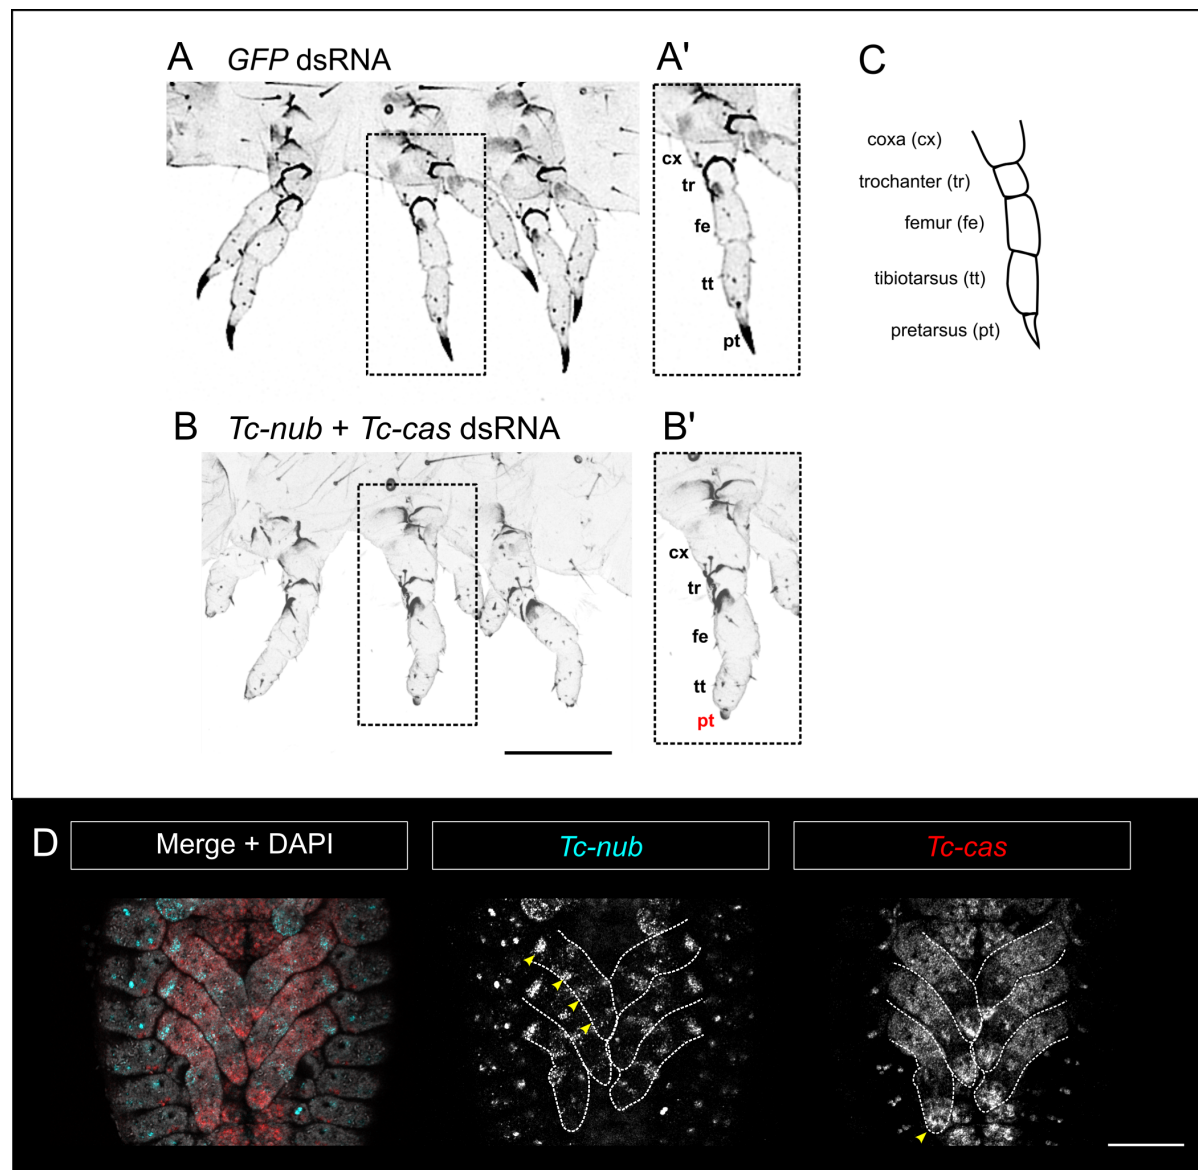 A GFP dsRNA
A'
cx
tr
fe
tt
pt
C
coxa (cx)
trochanter (tr)
femur (fe)
tibiotarsus (tt)
pretarsus (pt)
B Tc-nub + Tc-cas dsRNA
B'
cx
tr
fe
tt
pt
D
Merge + DAPI
Tc-nub
Tc-cas